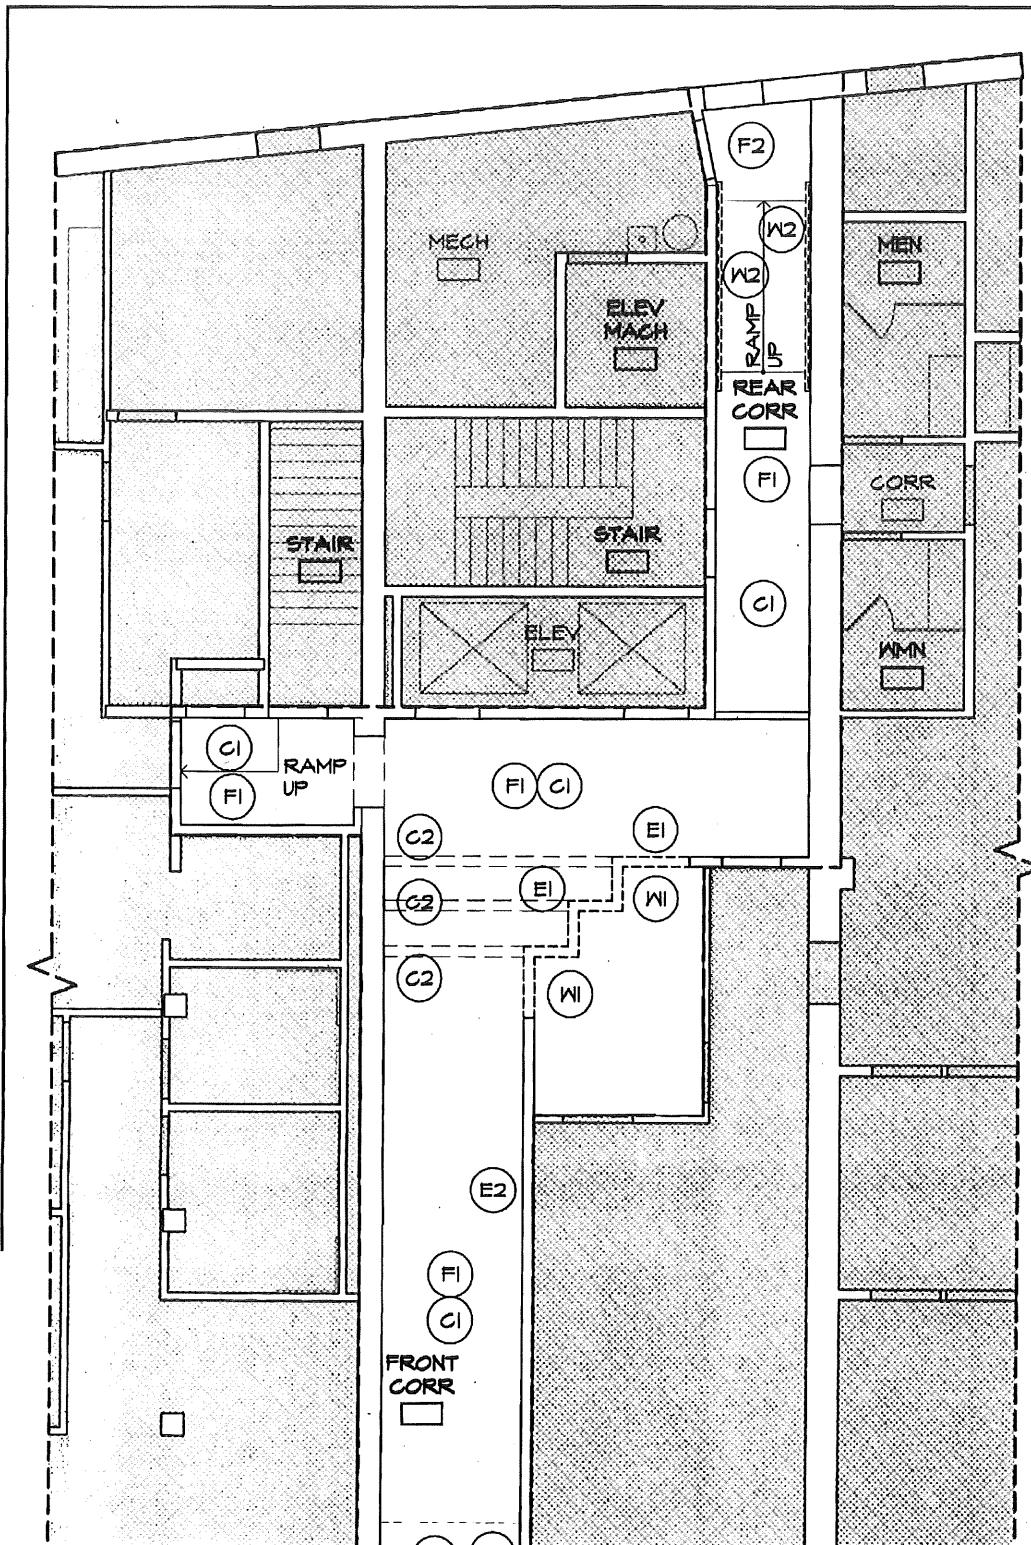 F2
W2
MECH
MEN
W2
ELEV
MACH
RAMP
UP
REAR
CORR
F1
CORR
STAIR
STAIR
C1
ELEV
WMN
C1
RAMP
UP
F1
F1
C1
E1
C2
E1
C2
W1
C2
W1
E2
F1
C1
FRONT
CORR